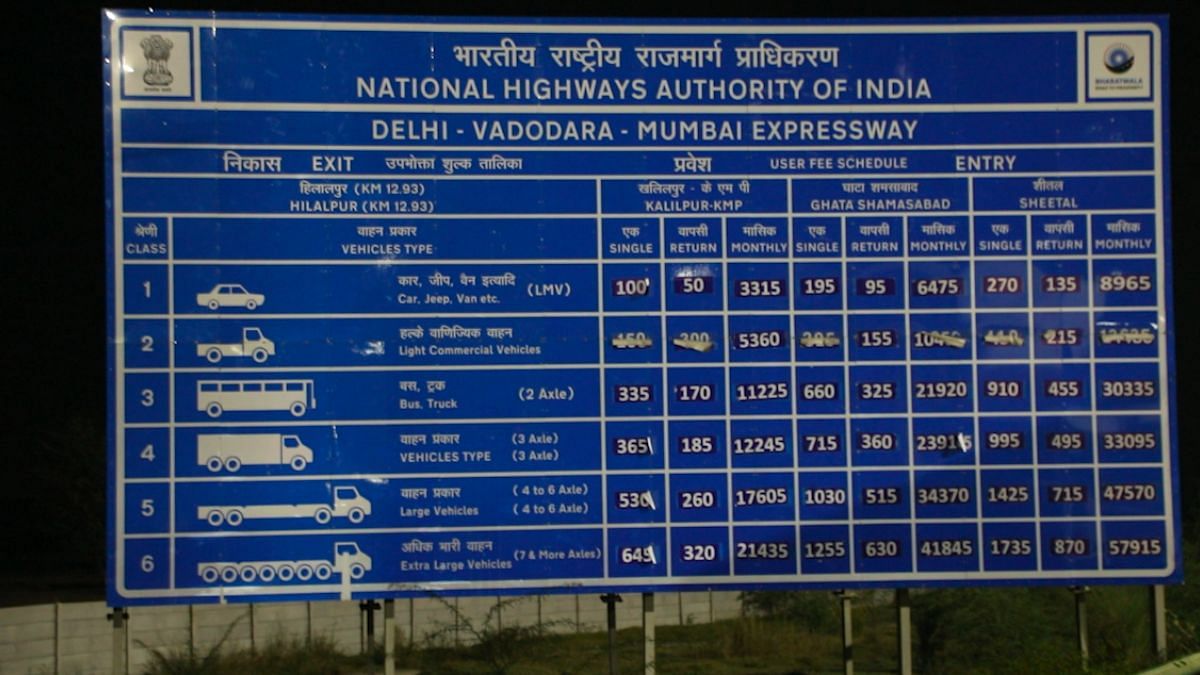 भारतीय राष्ट्रीय राजमार्ग प्राधिकरण
NATIONAL HIGHWAYS AUTHORITY OF INDIA
BHARATWALA
DELHI - VADODARA - MUMBAI EXPRESSWAY
निकास EXIT उपभोक्ता शुल्क तालिका प्रवेश USER FEE SCHEDULE ENTRY
हिलालपुर (KM 12.93) खलिलपुर - के एम पी घाटा शमसाबाद शीतल
HILALPUR (KM 12.93) KALILPUR-KMP GHATA SHAMASABAD SHEETAL
श्रेणी वाहन प्रकार एक वापसी मासिक एक वापसी मासिक एक वापसी मासिक
CLASS VEHICLES TYPE SINGLE RETURN MONTHLY SINGLE RETURN MONTHLY SINGLE RETURN MONTHLY
1 कार, जीप, वैन इत्यादि (LMV) 100 50 3315 195 95 6475 270 135 8965
Car, Jeep, Van etc.
2 हल्के वाणिज्यिक वाहन 5360 155 215
Light Commercial Vehicles
3 बस, ट्रक (2 Axle) 335 170 11225 660 325 21920 910 455 30335
Bus, Truck
4 वाहन प्रंकार (3 Axle) 365 185 12245 715 360 995 495 33095
VEHICLES TYPE (3 Axle)
5 वाहन प्रकार (4 to 6 Axle) 530 260 17605 1030 515 34370 1425 715 47570
Large Vehicles (4 to 6 Axle)
6 अधिक भारी वाहन (7 & More Axles) 645 320 21435 1255 630 41845 1735 870 57915
Extra Large Vehicles